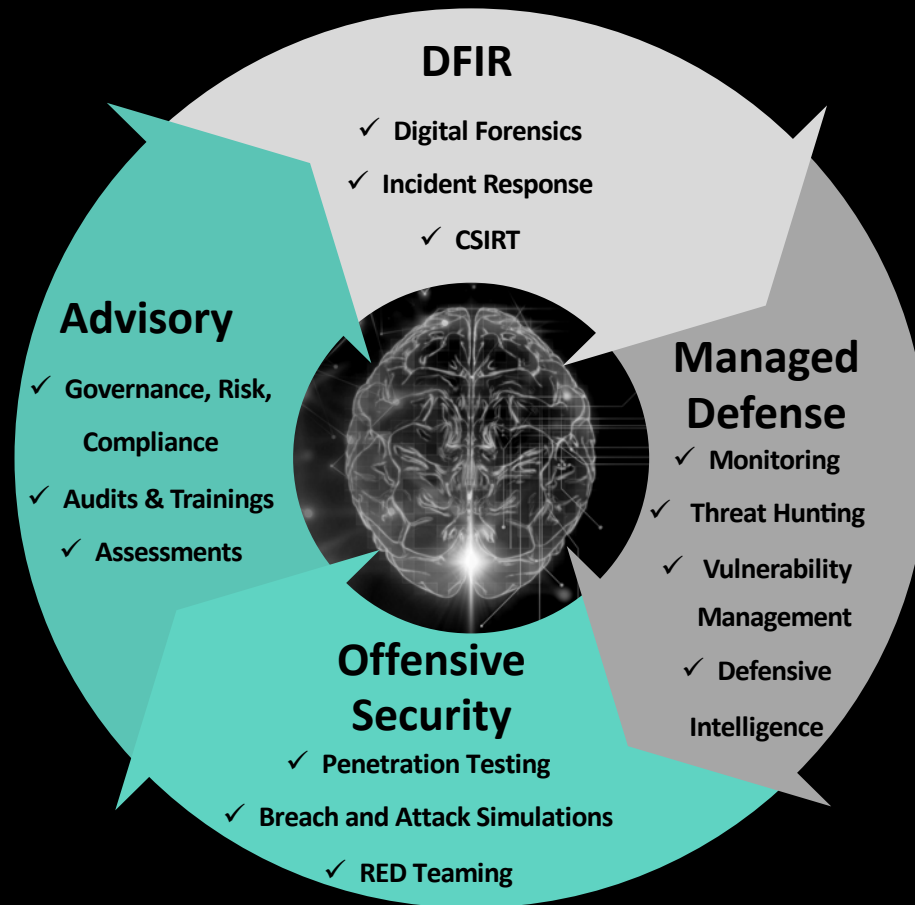 DFIR
✓ Digital Forensics
✓ Incident Response
✓ CSIRT
Managed
Defense
✓ Monitoring
✓ Threat Hunting
✓ Vulnerability
Management
✓ Defensive
Intelligence
Offensive
Security
✓ Penetration Testing
✓ Breach and Attack Simulations
✓ RED Teaming
Advisory
✓ Governance, Risk,
Compliance
✓ Audits & Trainings
✓ Assessments